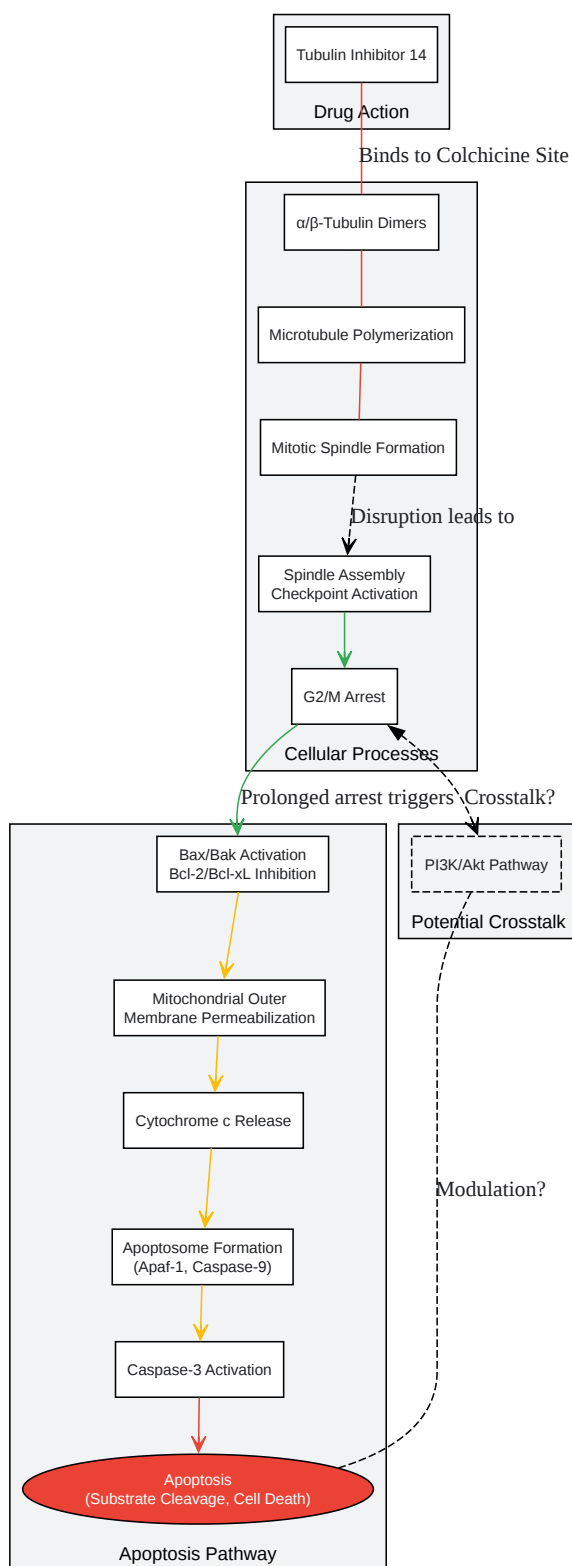 Tubulin Inhibitor 14
Drug Action
Binds to Colchicine Site
α/β-Tubulin Dimers
Microtubule Polymerization
Mitotic Spindle Formation
Disruption leads to
Spindle Assembly
Checkpoint Activation
G2/M Arrest
Cellular Processes
Prolonged arrest triggers
Crosstalk?
Bax/Bak Activation
Bcl-2/Bcl-xL Inhibition
PI3K/Akt Pathway
Potential Crosstalk
Mitochondrial Outer
Membrane Permeabilization
Cytochrome c Release
Modulation?
Apoptosome Formation
(Apaf-1, Caspase-9)
Caspase-3 Activation
Apoptosis
(Substrate Cleavage, Cell Death)
Apoptosis Pathway